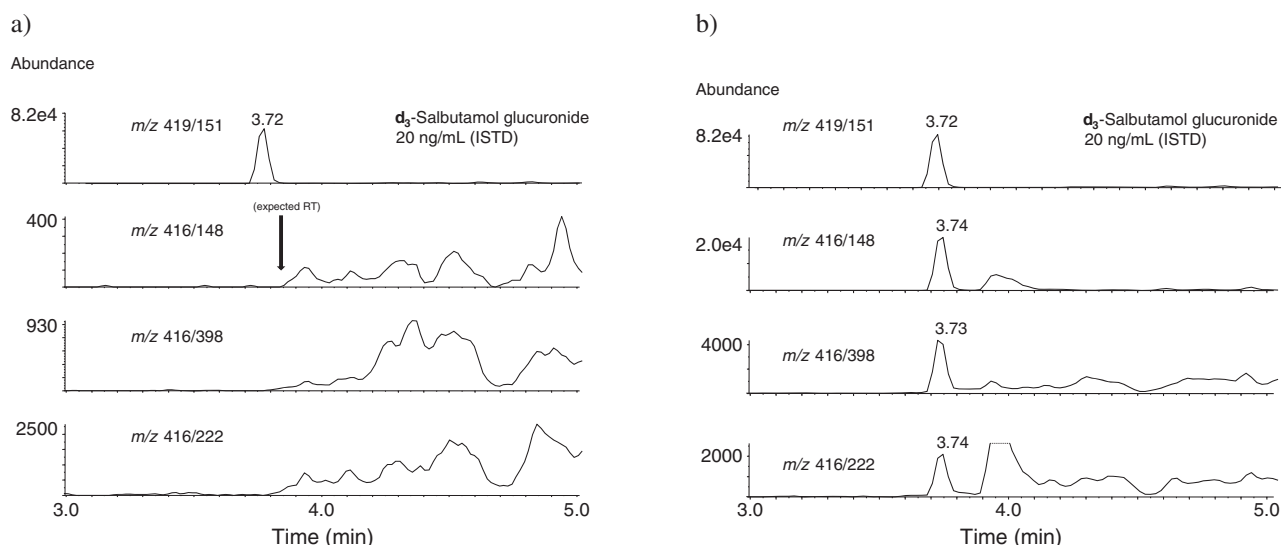 a)
Abundance
8.2e4
m/z 419/151
3.72
d3-Salbutamol glucuronide
20 ng/mL (ISTD)
400
m/z 416/148
(expected RT)
930
m/z 416/398
2500
m/z 416/222
3.0 4.0 5.0
Time (min)
b)
Abundance
8.2e4
m/z 419/151
3.72
d3-Salbutamol glucuronide
20 ng/mL (ISTD)
2.0e4
m/z 416/148
3.74
4000
m/z 416/398
3.73
2000
m/z 416/222
3.74
3.0 4.0 5.0
Time (min)